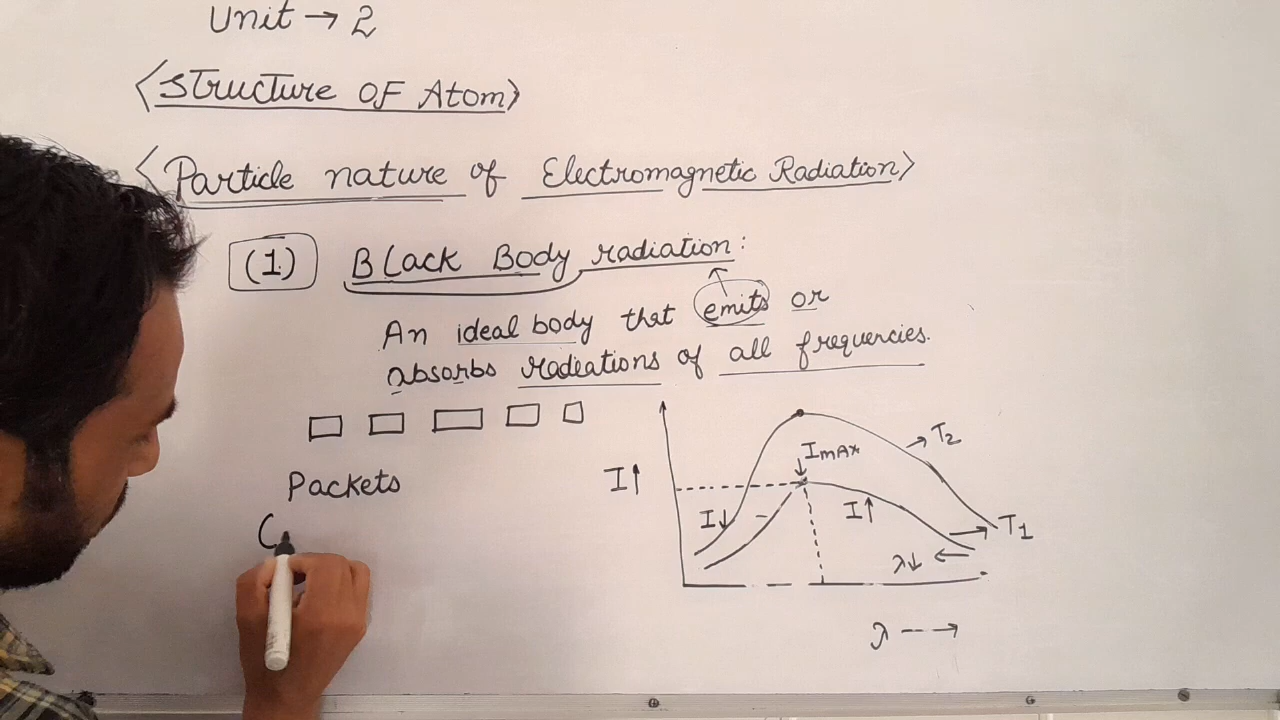 Unit → 2
<Structure OF Atom>
<Particle nature of Electromagnetic Radiation>
(1) Black Body radiation:
An ideal body that emits or
absorbs radeations of all frequencies.
Packets
(
I↑
Imax
T2
I↓
I↑
T1
λ↓
λ --→